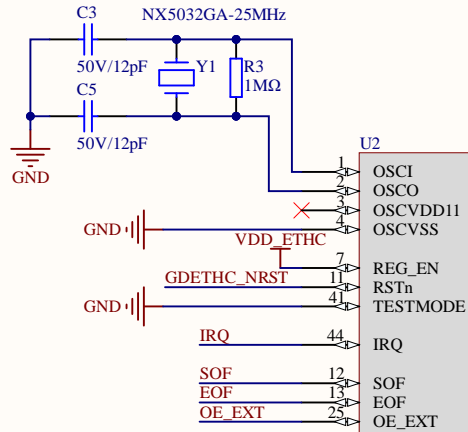 C3
NX5032GA-25MHz
50V/12pF
Y1
R3
1MΩ
C5
50V/12pF
GND
U2
1 OSCI
2 OSCO
3 OSCVDD11
GND 4 OSCVSS
VDD_ETHC
7 REG_EN
GDETHC_NRST 11 RSTn
GND 41 TESTMODE
IRQ 44 IRQ
SOF 12 SOF
EOF 13 EOF
OE_EXT 25 OE_EXT